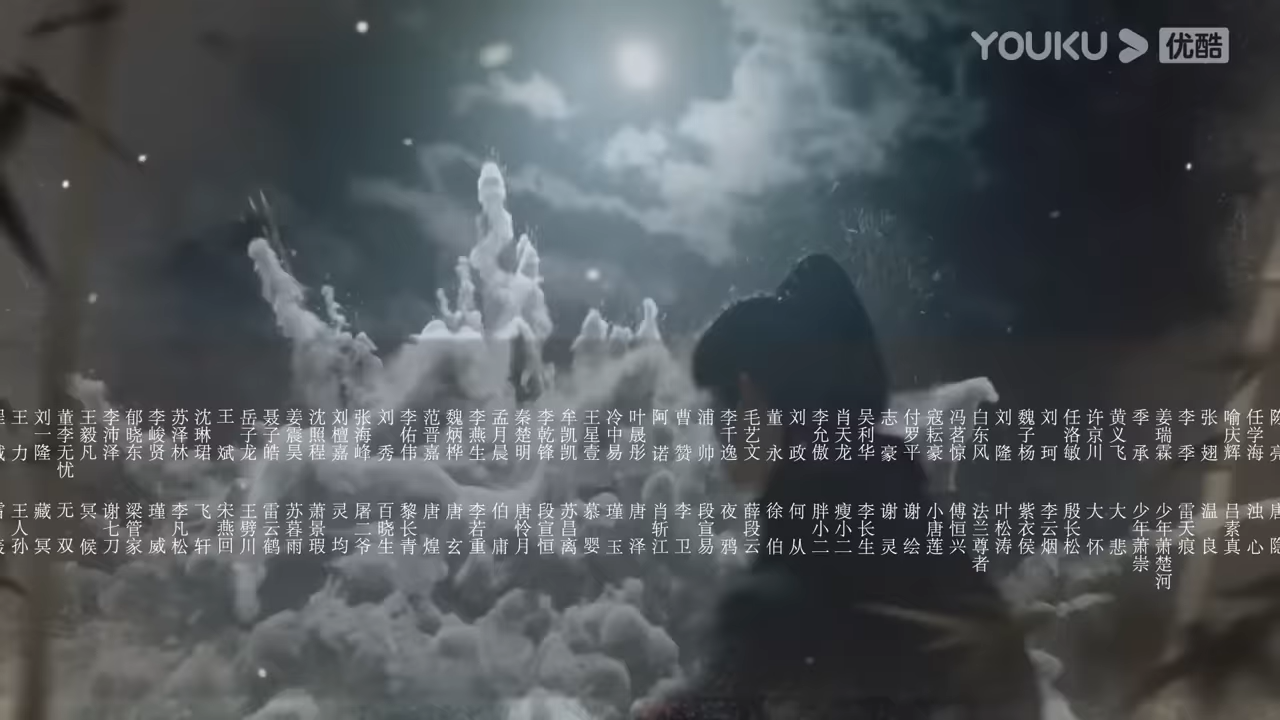 YOUKU 优酷
任学海
喻庆辉
张翅
李季
姜瑞霖
季承
黄义飞
许京川
任洛敏
刘珂
魏子杨
刘隆
白东风
冯茗惊
寇耘豪
付罗平
志豪
吴利华
肖天龙
李允傲
刘政
董永
毛艺文
李千逸
浦帅
曹赞
阿诺
叶晟彤
冷中易
王星壹
牟凯凯
李乾锋
秦楚明
孟月晨
李燕生
魏炳桦
范晋嘉
李佑伟
刘秀
张海峰
刘檀嘉
沈照程
姜震昊
聂子皓
岳子龙
王斌
沈琳珺
苏泽林
李峻贤
郁晓东
李沛泽
王毅凡
董李无忧
刘一隆
王力
浊心
吕素真
温良
雷天痕
少年萧楚河
少年萧崇
大悲
大怀
殷长松
李云烟
紫衣侯
叶松涛
法兰尊者
傅恒兴
小唐莲
谢绘
谢灵
李长生
瘦小二
胖小二
何从
徐伯
薛段云
夜鸦
段宣易
李卫
肖斩江
唐泽
瑾玉
慕婴
苏昌离
段宣恒
唐怜月
伯庸
李若重
唐玄
唐煌
黎长青
百晓生
屠二爷
灵均
萧景瑕
苏暮雨
雷云鹤
王劈川
宋燕回
飞轩
李凡松
瑾威
梁管家
谢七刀
冥候
无双
藏冥
王人孙